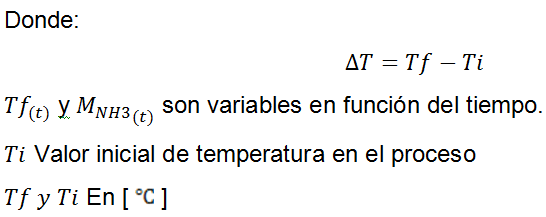 Donde:
ΔT = Tf − Ti
Tf(t) y MNH3(t) son variables en función del tiempo.
Ti Valor inicial de temperatura en el proceso
Tf y Ti En [ °C ]